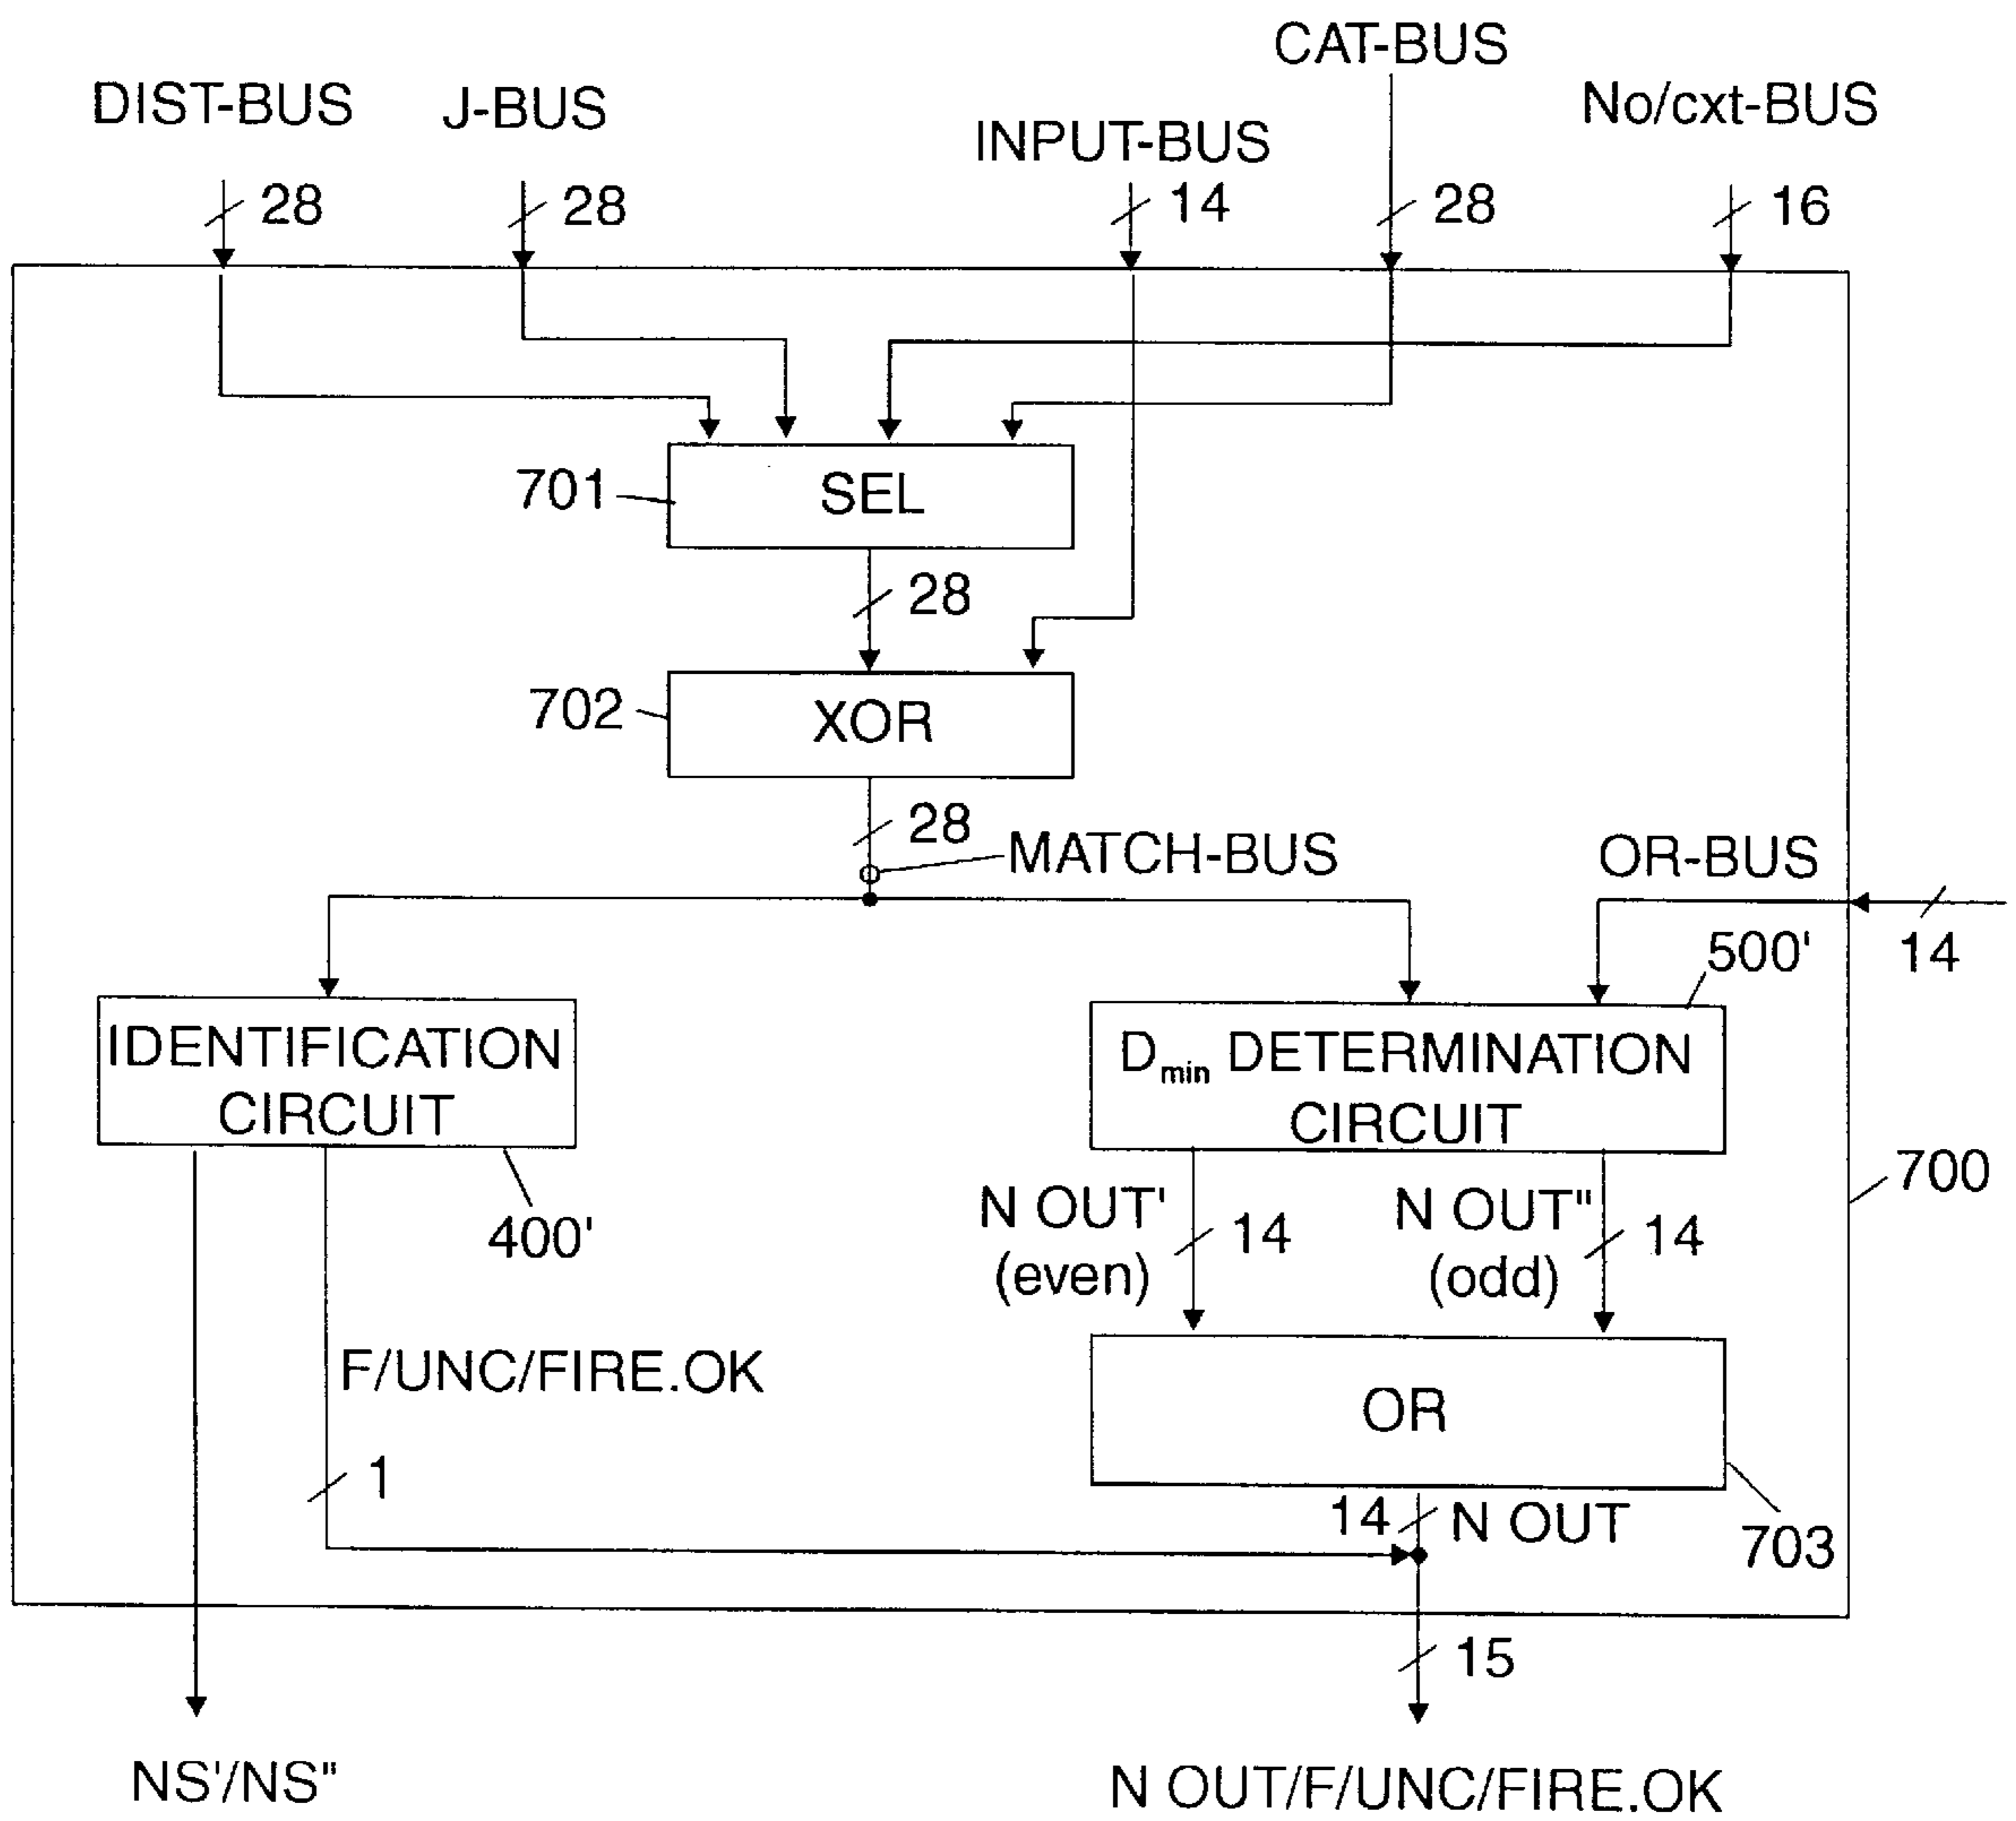 CAT-BUS
DIST-BUS
J-BUS
No/cxt-BUS
INPUT-BUS
28
28
14
28
16
701
SEL
28
702
XOR
28
MATCH-BUS
OR-BUS
14
500'
IDENTIFICATION
CIRCUIT
Dmin DETERMINATION
CIRCUIT
700
400'
N OUT'
(even)
14
N OUT"
(odd)
14
F/UNC/FIRE.OK
OR
1
14
N OUT
703
15
NS'/NS"
N OUT/F/UNC/FIRE.OK